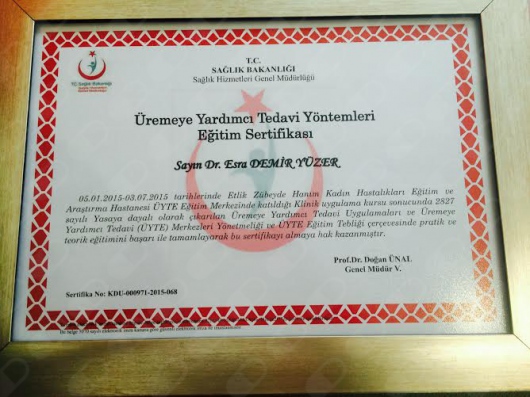 T.C.
SAĞLIK BAKANLIĞI
Sağlık Hizmetleri Genel Müdürlüğü
T.C. Sağlık Bakanlığı
Üremeye Yardımcı Tedavi Yöntemleri
Eğitim Sertifikası
Sayın Dr. Esra DEMİR YÜZER
05.01.2015-03.07.2015 tarihlerinde Etlik Zübeyde Hanım Kadın Hastalıkları Eğitim ve
Araştırma Hastanesi ÜYTE Eğitim Merkezinde katıldığı Klinik uygulama kursu sonucunda 2827
sayılı Yasaya dayalı olarak çıkarılan Üremeye Yardımcı Tedavi Uygulamaları ve Üremeye
Yardımcı Tedavi (ÜYTE) Merkezleri Yönetmeliği ve ÜYTE Eğitim Tebliği çerçevesinde pratik ve
teorik eğitimini başarı ile tamamlayarak bu sertifikayı almaya hak kazanmıştır.
Prof.Dr. Doğan ÜNAL
Genel Müdür V.
Sertifika No: KDU-000971-2015-068